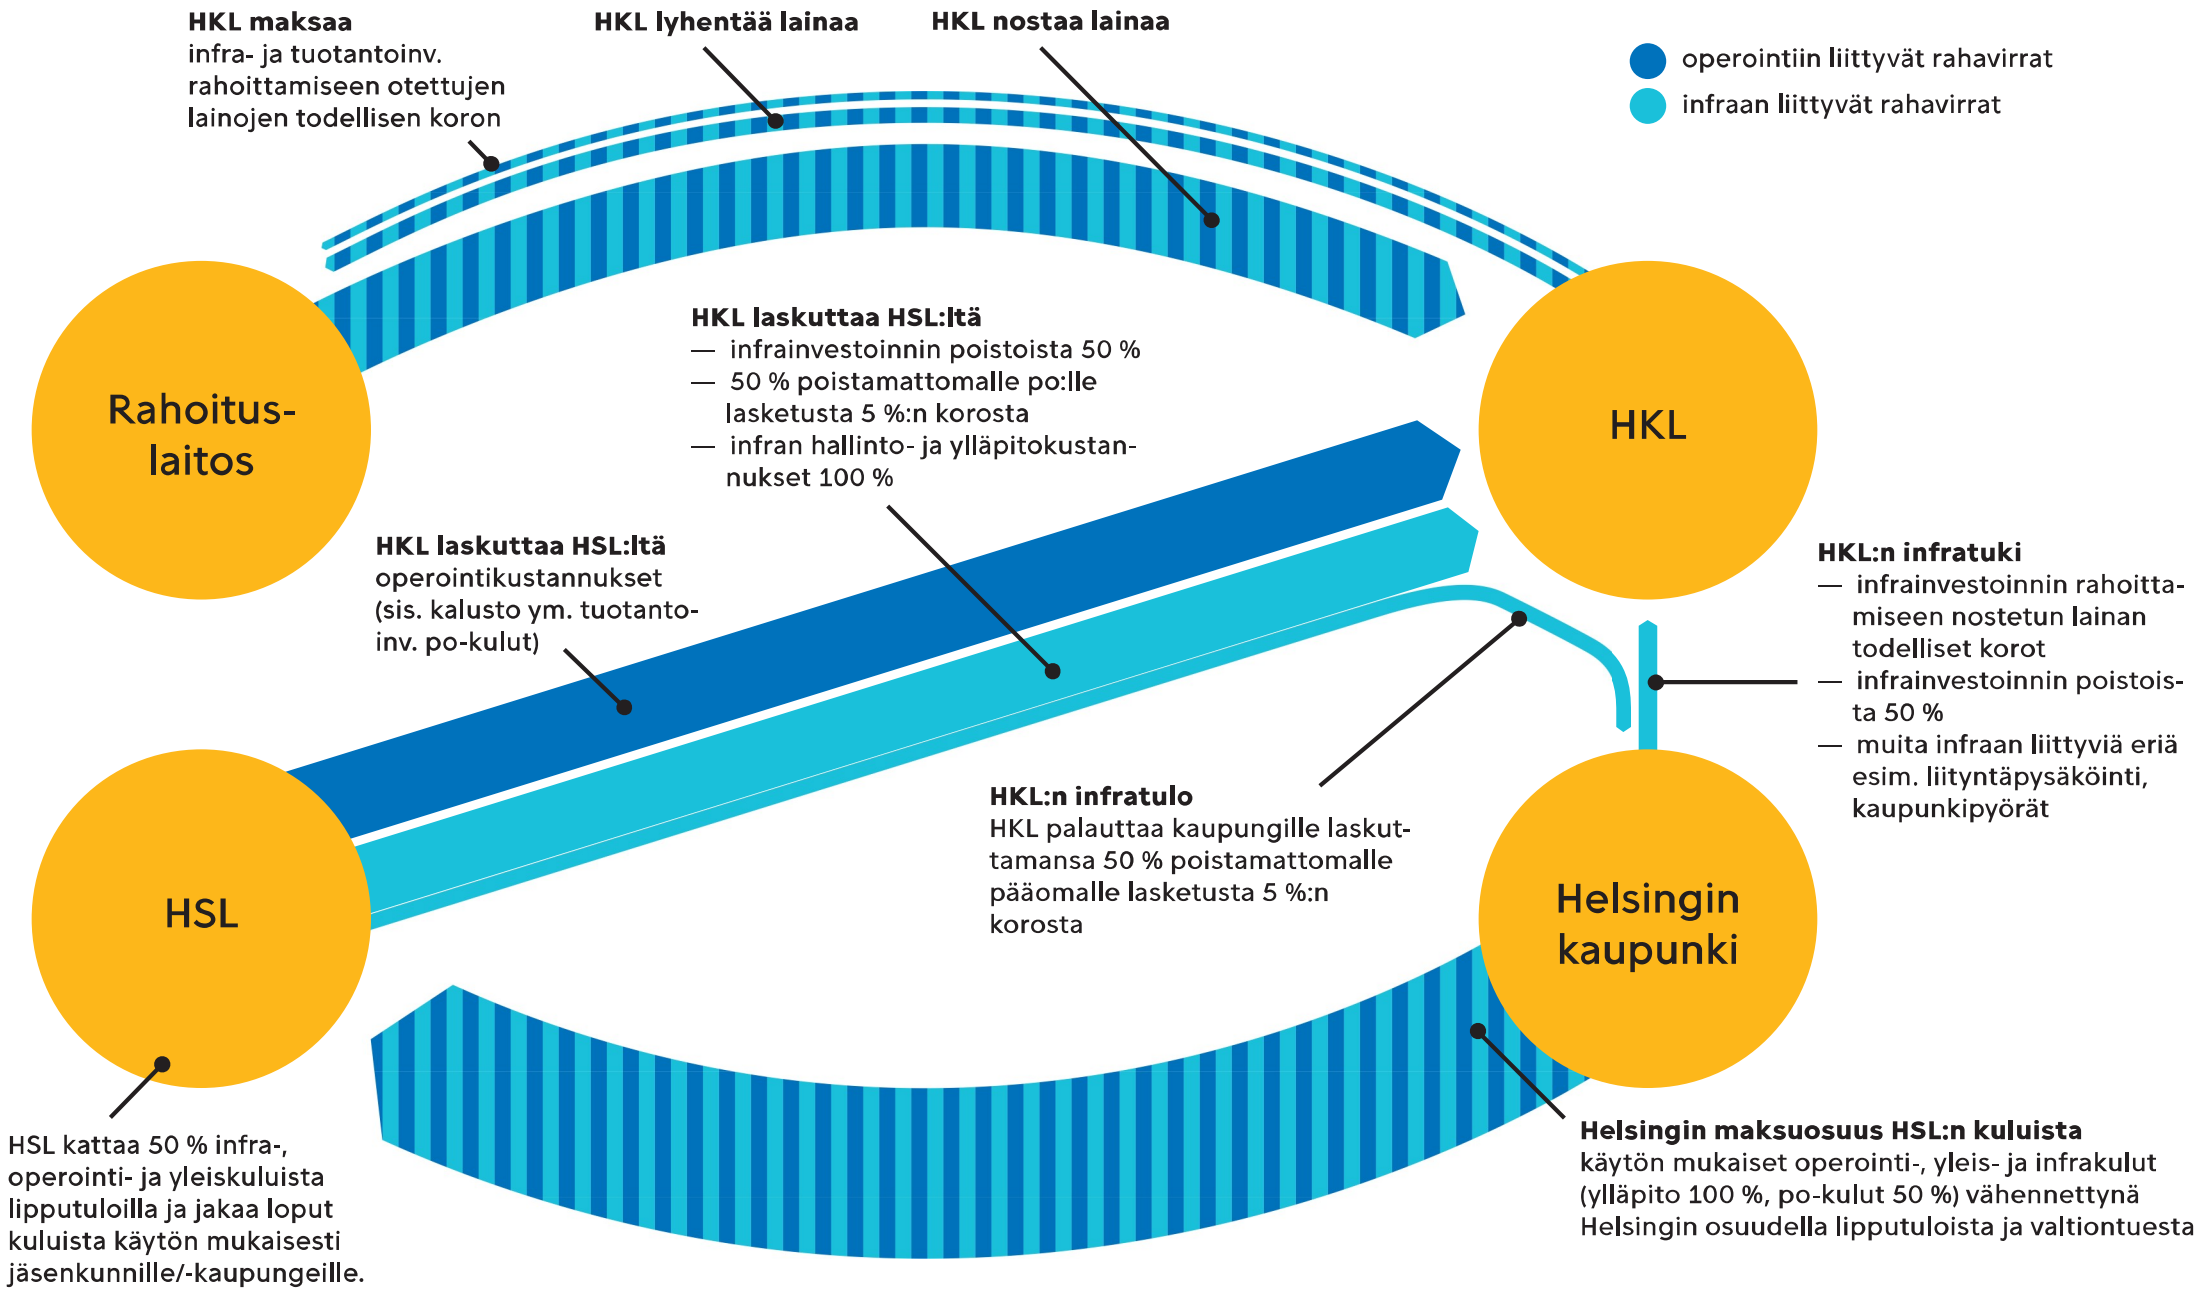 HKL maksaa
infra- ja tuotantoinv.
rahoittamiseen otettujen
lainojen todellisen koron
HKL lyhentää lainaa
HKL nostaa lainaa
operointiin liittyvät rahavirrat
infraan liittyvät rahavirrat
Rahoitus-
laitos
HKL laskuttaa HSL:ltä
— infrainvestoinnin poistoista 50 %
— 50 % poistamattomalle po:lle
lasketusta 5 %:n korosta
— infran hallinto- ja ylläpitokustan-
nukset 100 %
HKL
HKL laskuttaa HSL:ltä
operointikustannukset
(sis. kalusto ym. tuotanto-
inv. po-kulut)
HKL:n infratuki
— infrainvestoinnin rahoitta-
miseen nostetun lainan
todelliset korot
— infrainvestoinnin poistois-
ta 50 %
— muita infraan liittyviä eriä
esim. liityntäpysäköinti,
kaupunkipyörät
HSL
HKL:n infratulo
HKL palauttaa kaupungille laskut-
tamansa 50 % poistamattomalle
pääomalle lasketusta 5 %:n
korosta
Helsingin
kaupunki
HSL kattaa 50 % infra-,
operointi- ja yleiskuluista
lipputuloilla ja jakaa loput
kuluista käytön mukaisesti
jäsenkunnille/-kaupungeille.
Helsingin maksuosuus HSL:n kuluista
käytön mukaiset operointi-, yleis- ja infrakulut
(ylläpito 100 %, po-kulut 50 %) vähennettynä
Helsingin osuudella lipputuloista ja valtiontuesta